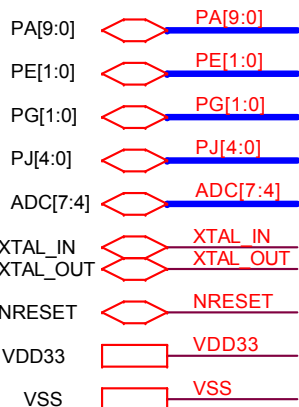 PA[9:0] PA[9:0]
PE[1:0] PE[1:0]
PG[1:0] PG[1:0]
PJ[4:0] PJ[4:0]
ADC[7:4] ADC[7:4]
XTAL_IN XTAL_IN
XTAL_OUT XTAL_OUT
NRESET NRESET
VDD33 VDD33
VSS VSS